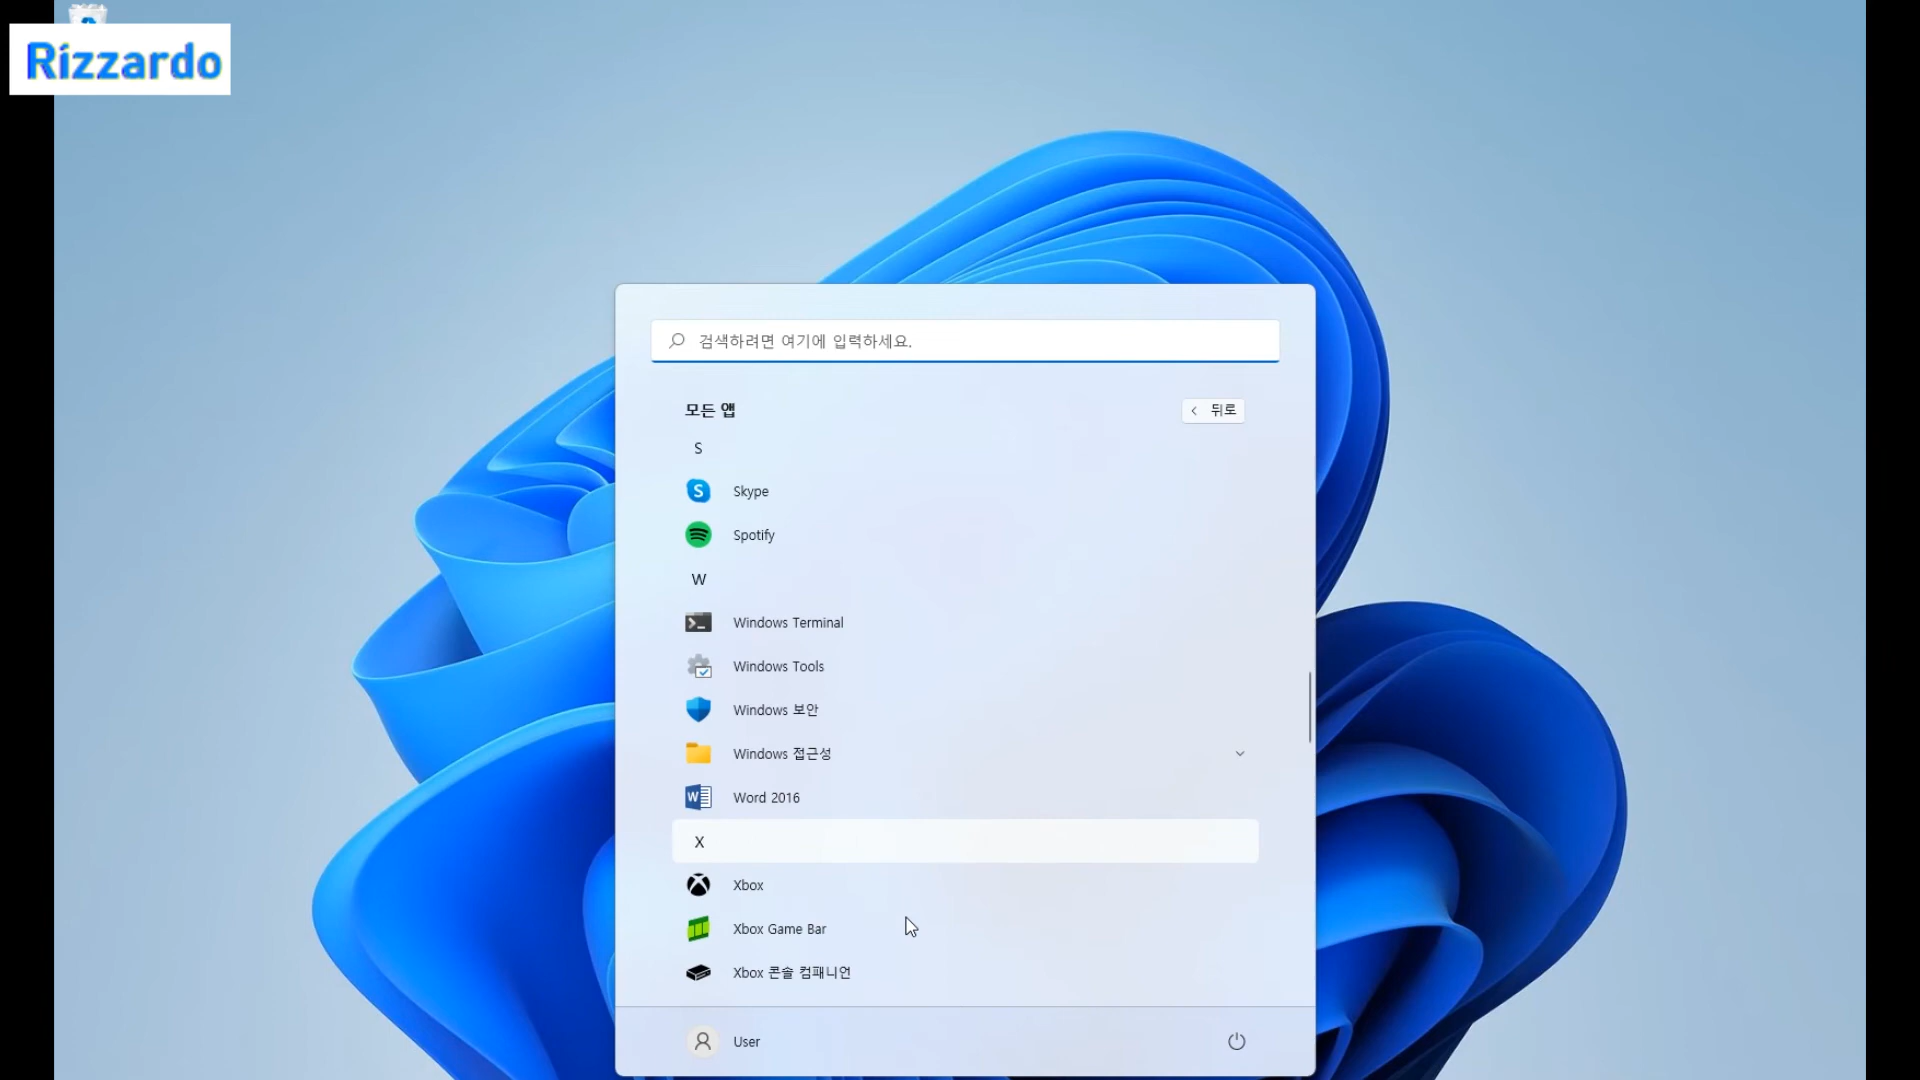 Rizzardo
검색하려면 여기에 입력하세요.
모든 앱
뒤로
S
Skype
Spotify
W
Windows Terminal
Windows Tools
Windows 보안
Windows 접근성
Word 2016
X
Xbox
Xbox Game Bar
Xbox 콘솔 컴패니언
User